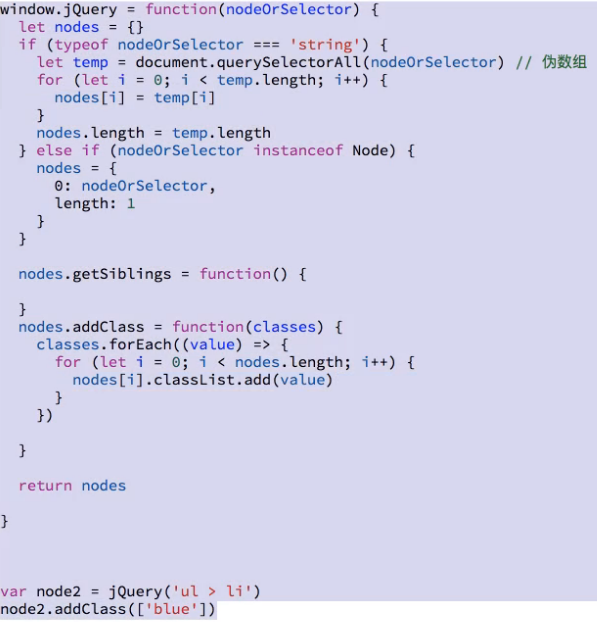 window.jQuery = function(nodeOrSelector) {
  let nodes = {}
  if (typeof nodeOrSelector === 'string') {
    let temp = document.querySelectorAll(nodeOrSelector) // 伪数组
    for (let i = 0; i < temp.length; i++) {
      nodes[i] = temp[i]
    }
    nodes.length = temp.length
  } else if (nodeOrSelector instanceof Node) {
    nodes = {
      0: nodeOrSelector,
      length: 1
    }
  }

  nodes.getSiblings = function() {

  }
  nodes.addClass = function(classes) {
    classes.forEach((value) => {
      for (let i = 0; i < nodes.length; i++) {
        nodes[i].classList.add(value)
      }
    })

  }

  return nodes

}

var node2 = jQuery('ul > li')
node2.addClass(['blue'])